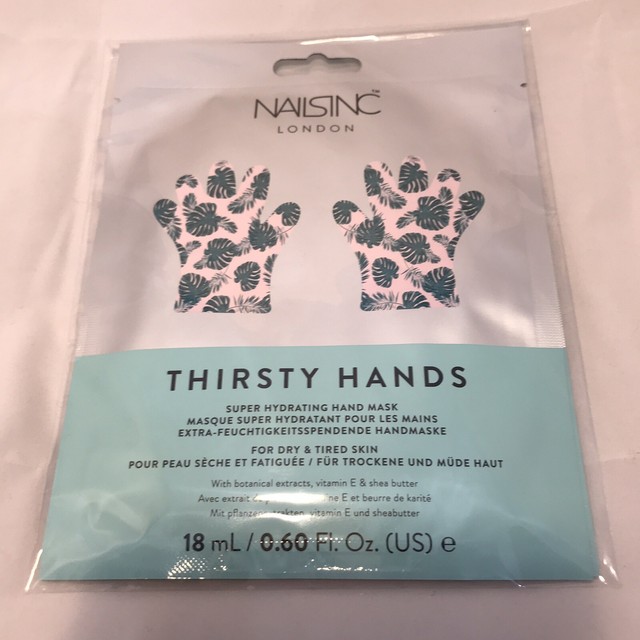 NAILSINC™
LONDON
THIRSTY HANDS
SUPER HYDRATING HAND MASK
MASQUE SUPER HYDRATANT POUR LES MAINS
EXTRA-FEUCHTIGKEITSSPENDENDE HANDMASKE
FOR DRY & TIRED SKIN
POUR PEAU SÈCHE ET FATIGUÉE / FÜR TROCKENE UND MÜDE HAUT
With botanical extracts, vitamin E & shea butter
Avec extrait de E et beurre de karité
Mit vitamin E und sheabutter
18 mL / 0.60 Fl. Oz. (US) e